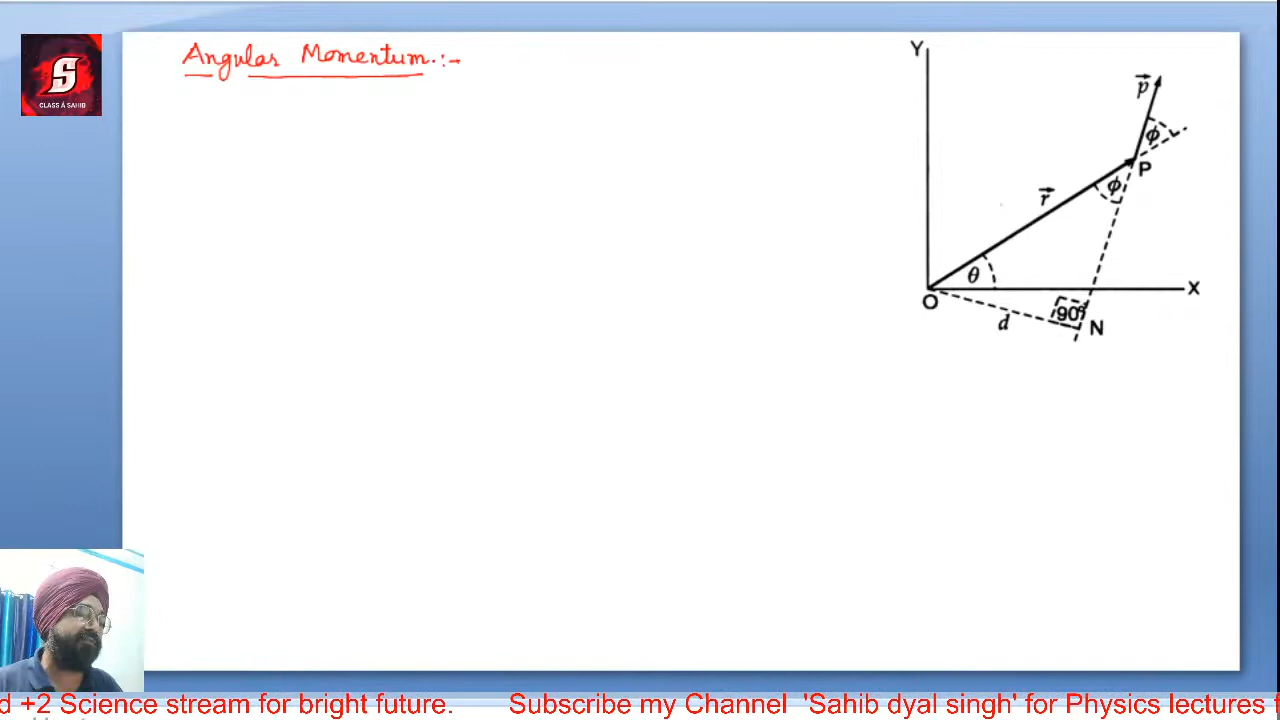 S
CLASS Á SAHIB
Angular Momentum.:-
Y
p
ϕ
P
ϕ
r
θ
X
O
90°
d
N
d +2 Science stream for bright future. Subscribe my Channel 'Sahib dyal singh' for Physics lectures